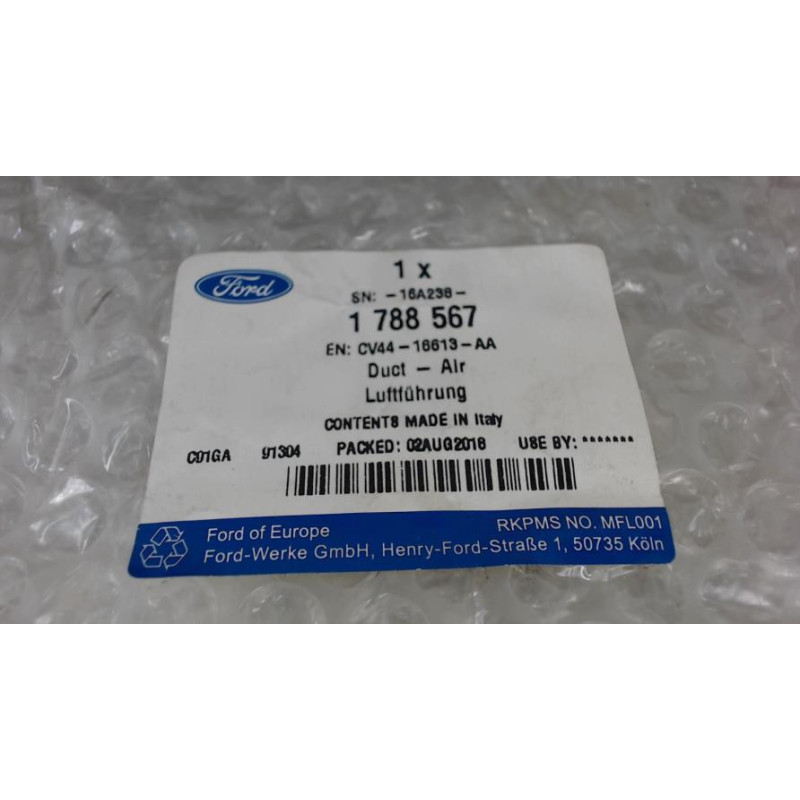 Ford
1 x
SN: -16A238-
1 788 567
EN: CV44-16613-AA
Duct - Air
Luftführung
CONTENTS MADE IN Italy
C01GA 91304 PACKED: 02AUG2018 USE BY: *******
Ford of Europe RKPMS NO. MFL001
Ford-Werke GmbH, Henry-Ford-Straße 1, 50735 Köln